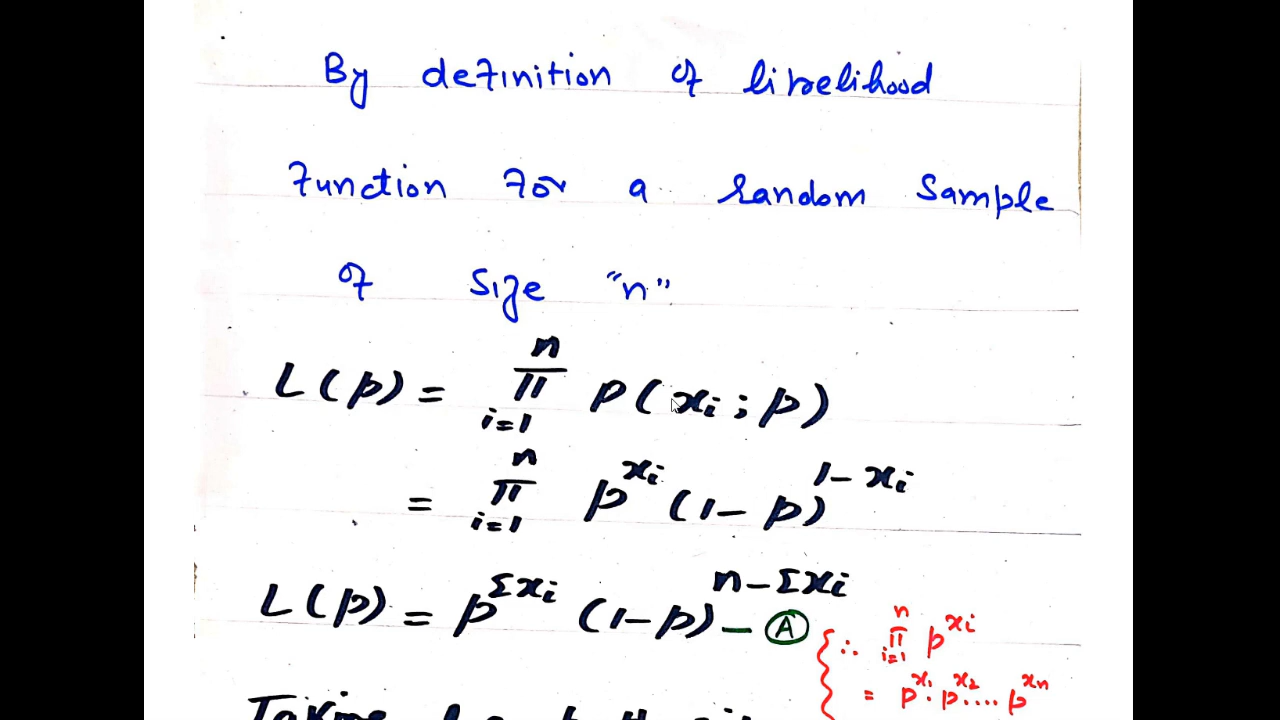 By definition of likelihood
function for a random sample
of size "n"
L(p) = n π i=1 P(xi ; p)
= n π i=1 p^xi (1-p)^1-xi
L(p) = p^Σxi (1-p)^n-Σxi — Ⓐ
∴ n π i=1 p^xi
= p^x1 . p^x2 .... p^xn
Taking